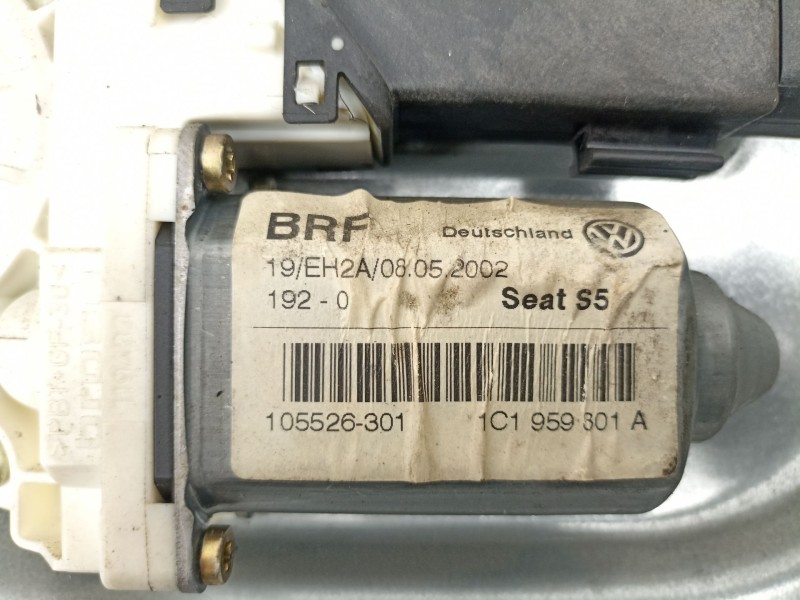 BRF Deutschland
19/EH2A/08.05.2002
192 - 0 Seat S5
105526-301 1C1 959 801 A